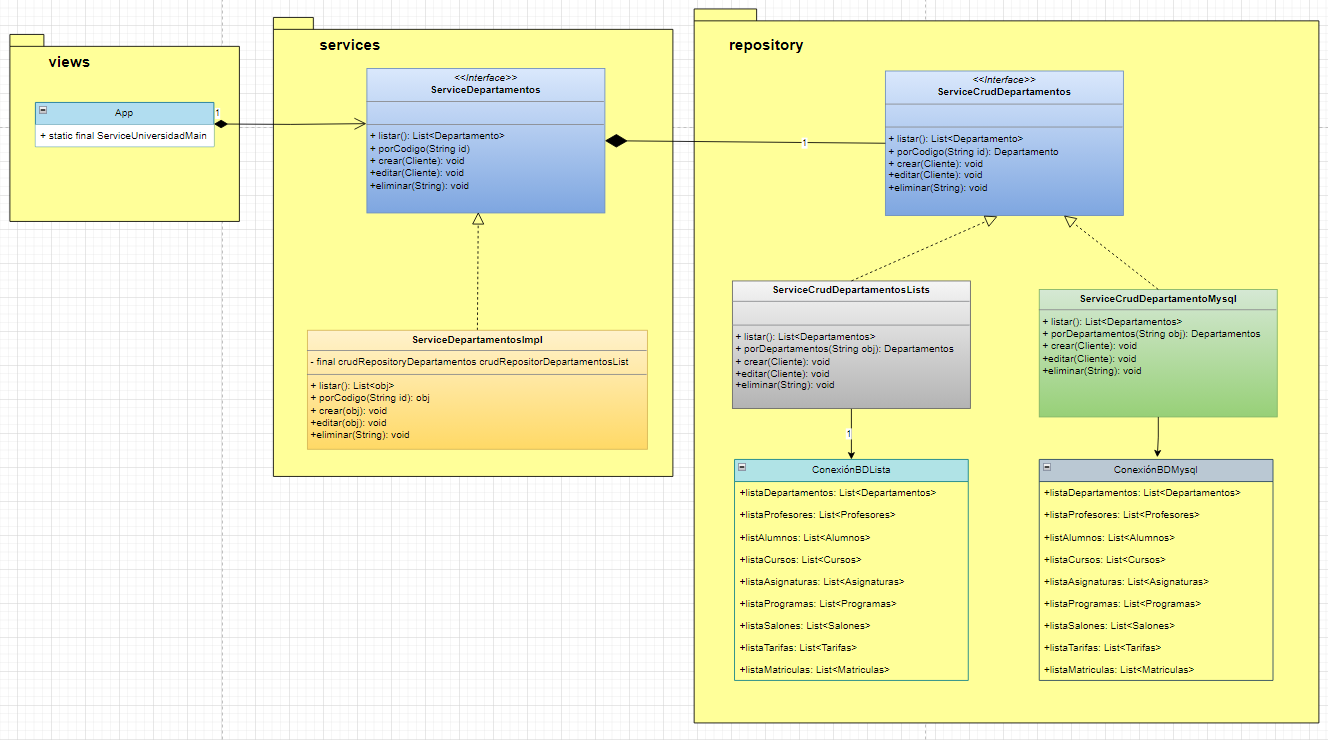 views
App
+ static final ServiceUniversidadMain
1
services
<<Interface>>
ServiceDepartamentos
+ listar(): List<Departamento>
+ porCodigo(String id)
+ crear(Cliente): void
+editar(Cliente): void
+eliminar(String): void
ServiceDepartamentosImpl
- final crudRepositoryDepartamentos crudRepositorDepartamentosList
+ listar(): List<obj>
+ porCodigo(String id): obj
+ crear(obj): void
+editar(obj): void
+eliminar(String): void
1
repository
<<Interface>>
ServiceCrudDepartamentos
+ listar(): List<Departamento>
+ porCodigo(String id): Departamento
+ crear(Cliente): void
+editar(Cliente): void
+eliminar(String): void
ServiceCrudDepartamentosLists
+ listar(): List<Departamentos>
+ porDepartamentos(String obj): Departamentos
+ crear(Cliente): void
+editar(Cliente): void
+eliminar(String): void
1
ConexiónBDLista
+listaDepartamentos: List<Departamentos>
+listaProfesores: List<Profesores>
+listAlumnos: List<Alumnos>
+listaCursos: List<Cursos>
+listaAsignaturas: List<Asignaturas>
+listaProgramas: List<Programas>
+listaSalones: List<Salones>
+listaTarifas: List<Tarifas>
+listaMatriculas: List<Matriculas>
ServiceCrudDepartamentoMysql
+ listar(): List<Departamentos>
+ porDepartamentos(String obj): Departamentos
+ crear(Cliente): void
+editar(Cliente): void
+eliminar(String): void
ConexiónBDMysql
+listaDepartamentos: List<Departamentos>
+listaProfesores: List<Profesores>
+listAlumnos: List<Alumnos>
+listaCursos: List<Cursos>
+listaAsignaturas: List<Asignaturas>
+listaProgramas: List<Programas>
+listaSalones: List<Salones>
+listaTarifas: List<Tarifas>
+listaMatriculas: List<Matriculas>